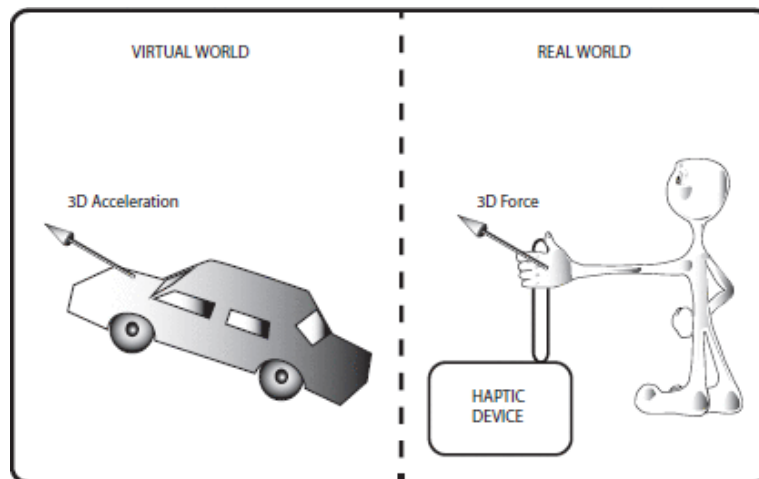 VIRTUAL WORLD
REAL WORLD
3D Acceleration
3D Force
HAPTIC
DEVICE